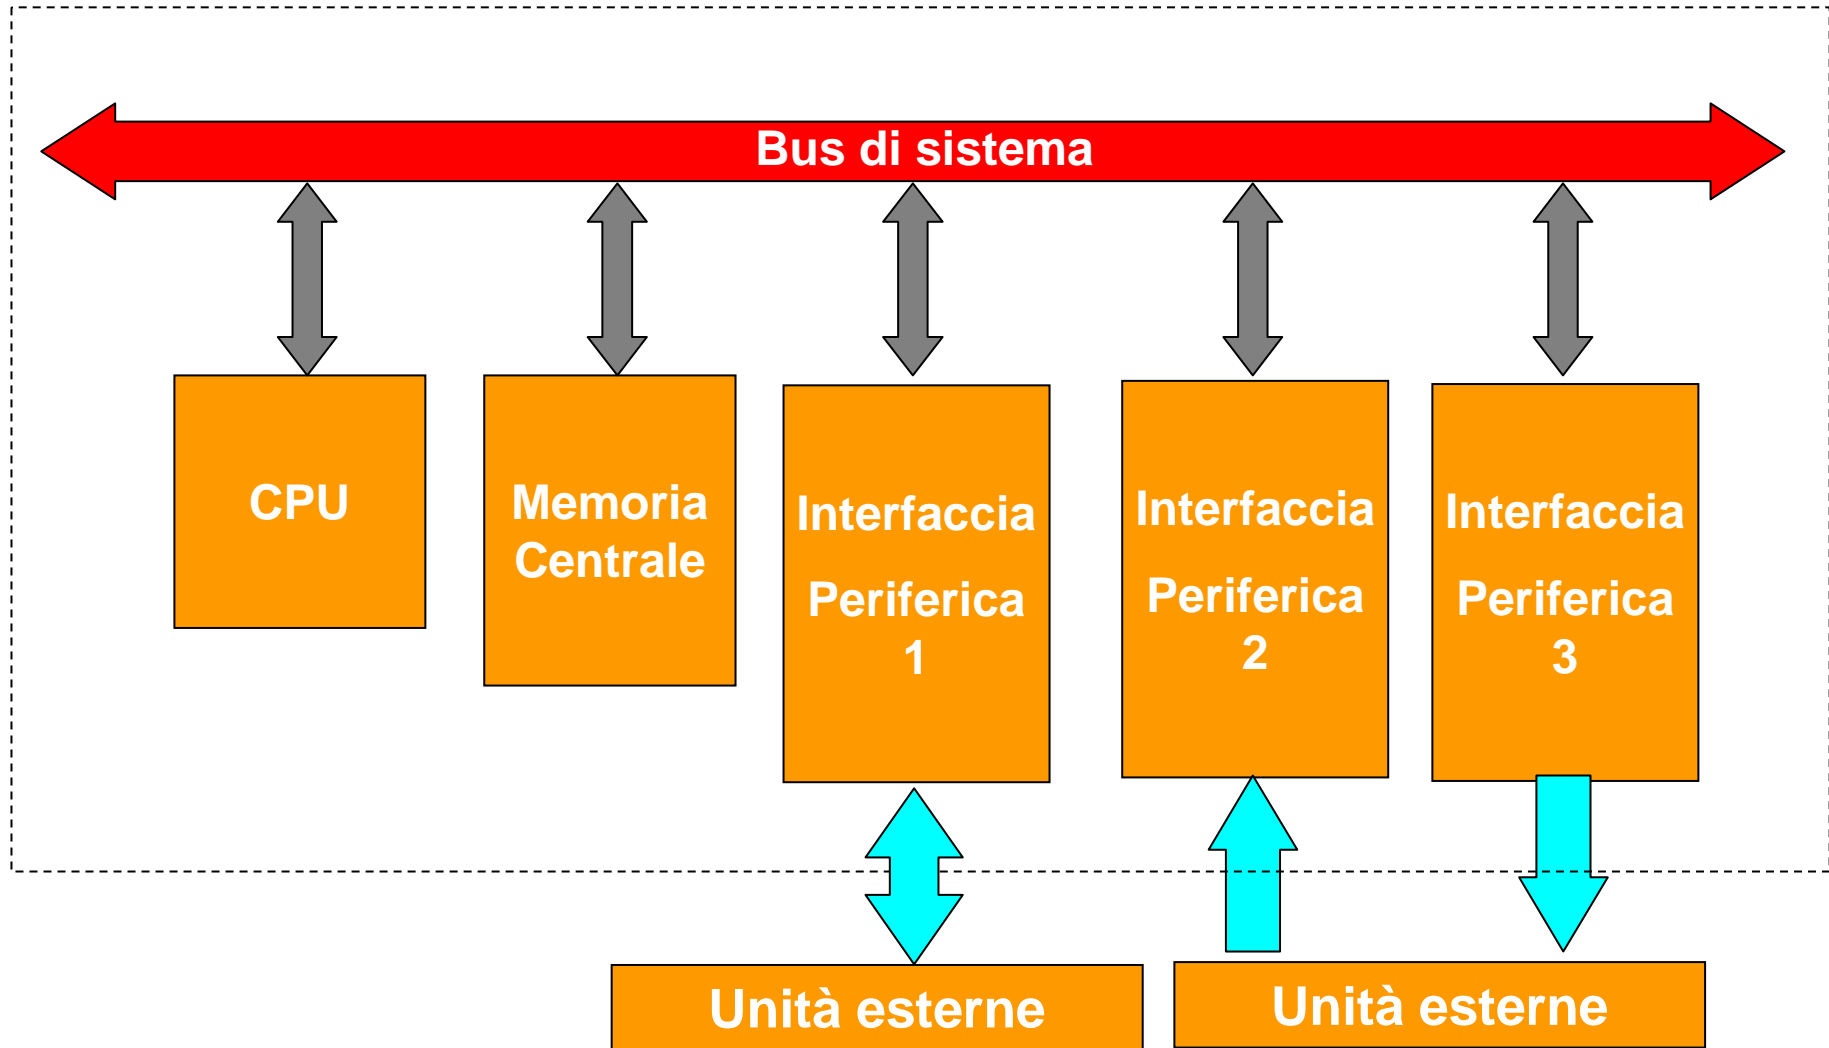 Bus di sistema
CPU
Memoria
Centrale
Interfaccia
Periferica
1
Interfaccia
Periferica
2
Interfaccia
Periferica
3
Unità esterne
Unità esterne